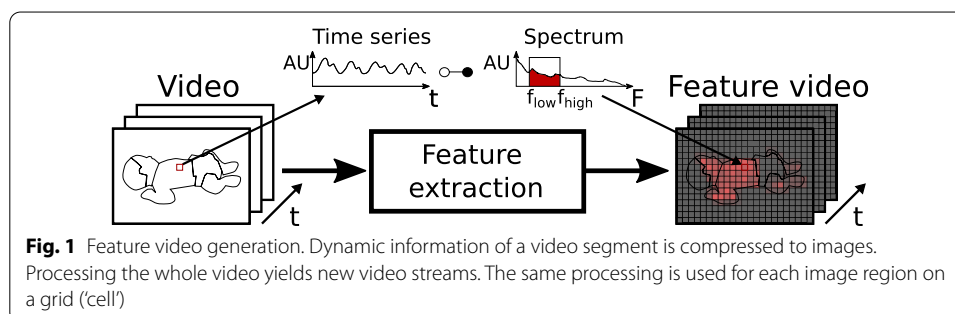 Time series
Spectrum
AU
AU
Video
t
f_low f_high
F
Feature video
Feature
extraction
t
t
Fig. 1 Feature video generation. Dynamic information of a video segment is compressed to images.
Processing the whole video yields new video streams. The same processing is used for each image region on
a grid (‘cell’)